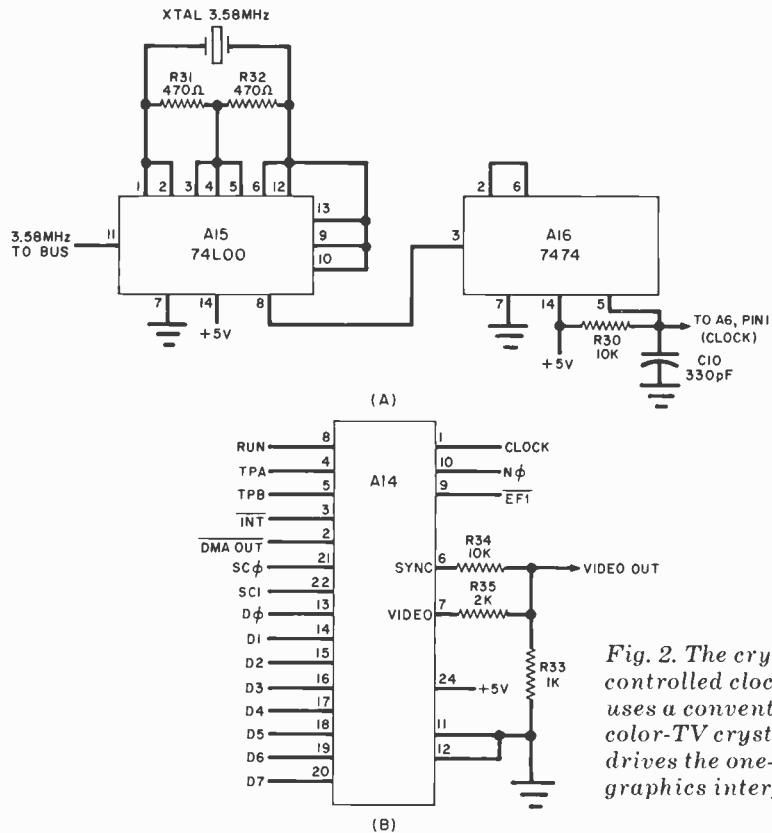 XTAL 3.58MHz
R31
470Ω
R32
470Ω
1 2 3 4 5 6 12
13
9
10
A15
74L00
3.58MHz
TO BUS
11
7 14 8
+5V
2 6
3
A16
7474
7 14 5
+5V
R30
10K
TO A6, PIN1
(CLOCK)
C10
330pF
(A)
A14
RUN 8
TPA 4
TPB 5
INT 3
DMA OUT 2
SCϕ 21
SC1 22
Dϕ 13
D1 14
D2 15
D3 16
D4 17
D5 18
D6 19
D7 20
1 CLOCK
10 Nϕ
9 EF1
SYNC 6
R34
10K
VIDEO OUT
VIDEO 7
R35
2K
R33
1K
24 +5V
11
12
(B)
Fig. 2. The cry
controlled cloc
uses a convent
color-TV cryst
drives the one-
graphics inter